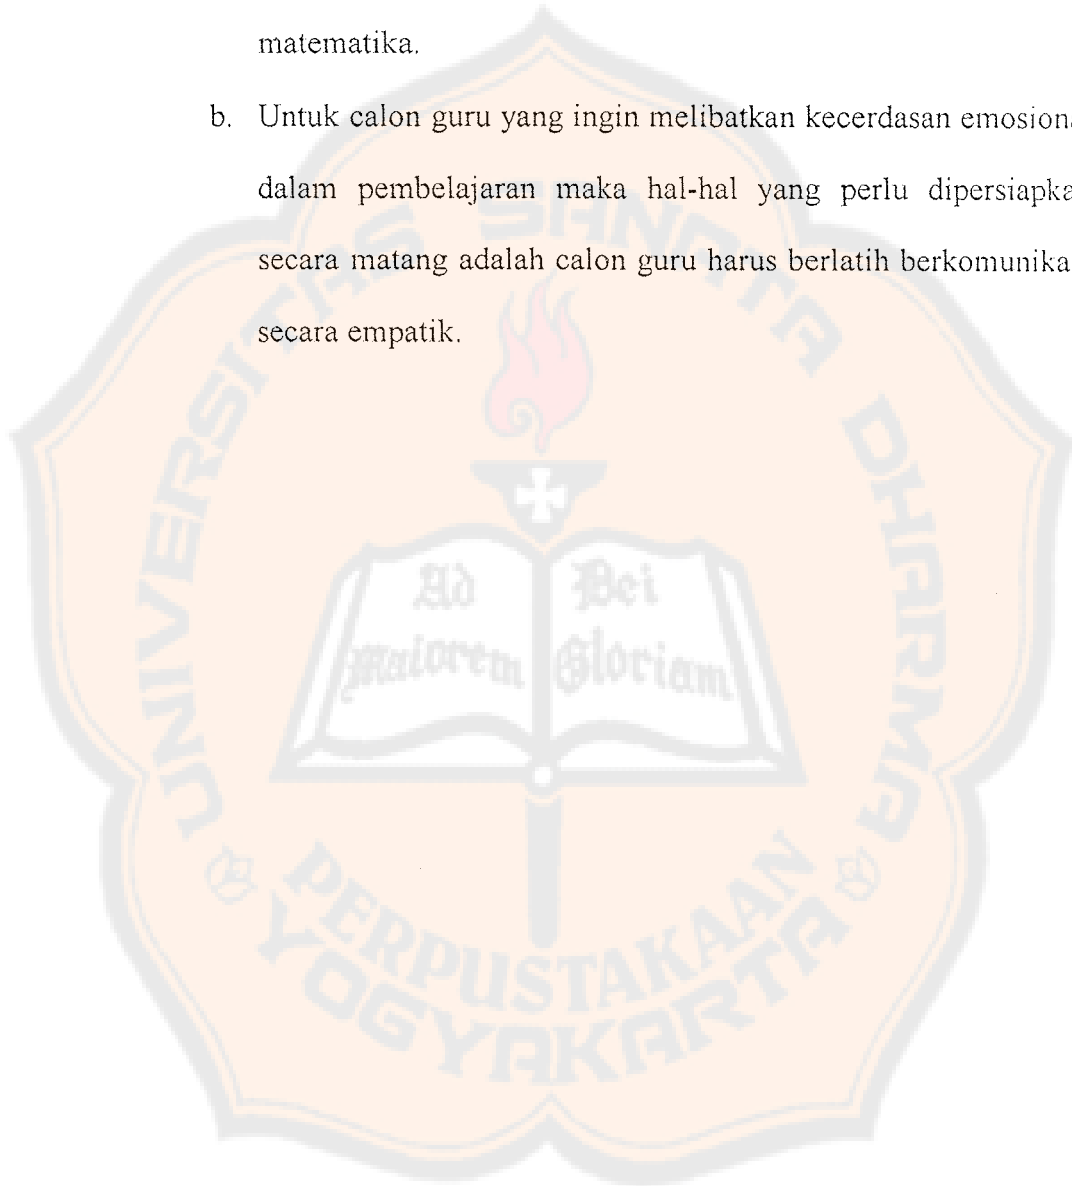 matematika.
b. Untuk calon guru yang ingin melibatkan kecerdasan emosiona
dalam pembelajaran maka hal-hal yang perlu dipersiapka
secara matang adalah calon guru harus berlatih berkomunika
secara empatik.
UNIVERSITAS SANATA DHARMA
Ad Dei
Maiorem Gloriam
PERPUSTAKAAN
YOGYAKARTA